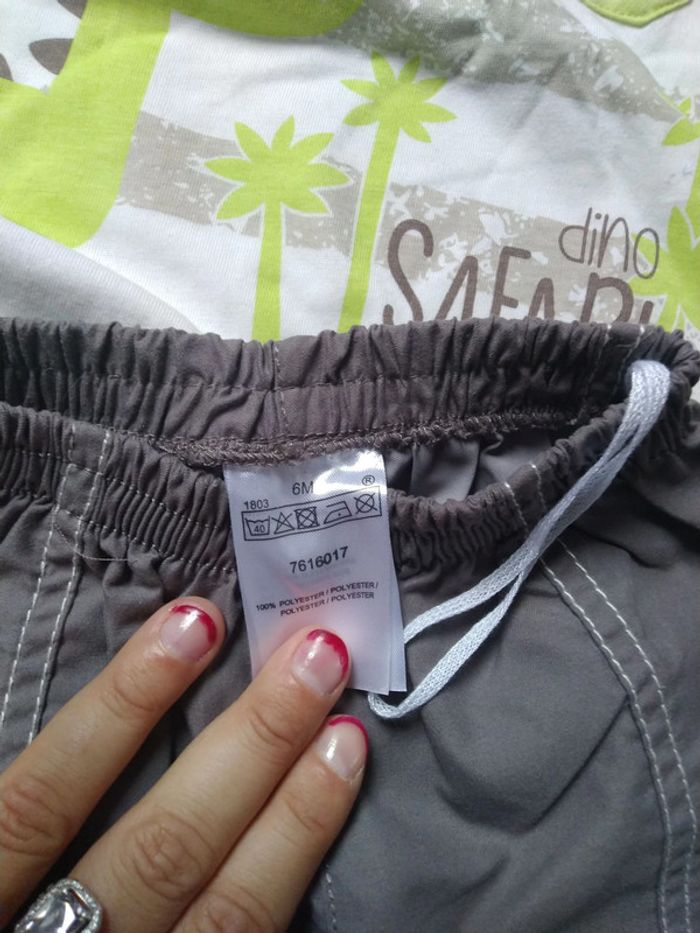 dino
SAFARI
6M
1803
®
40
7616017
100% POLYESTER / POLYESTER /
POLYESTER / POLYESTER